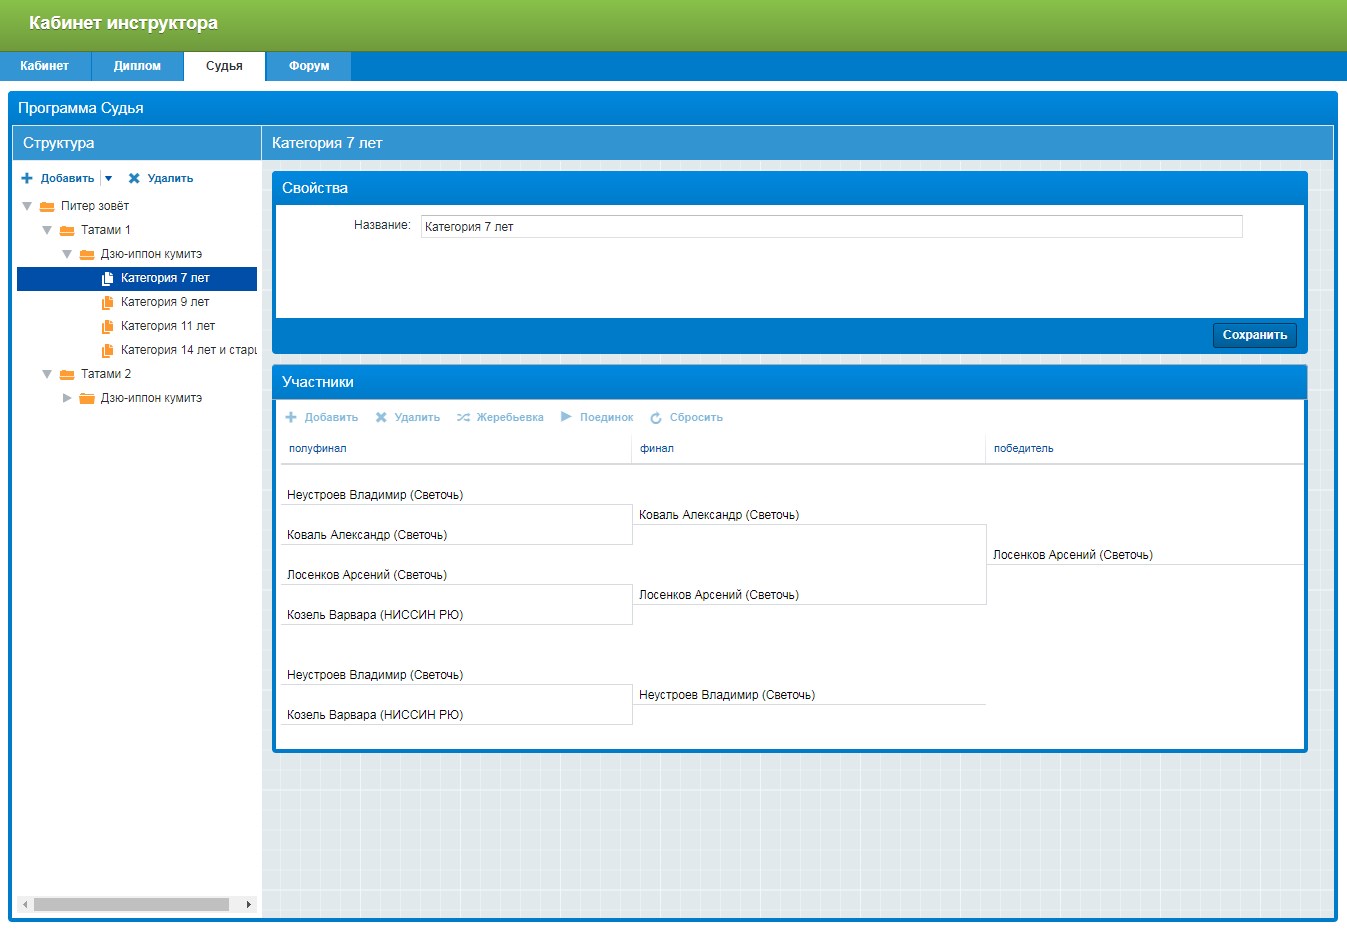 Кабинет инструктора
Кабинет Диплом Судья Форум
Программа Судья
Структура
Добавить Удалить
Питер зовёт
Татами 1
Дзю-иппон кумитэ
Категория 7 лет
Категория 9 лет
Категория 11 лет
Категория 14 лет и стар
Татами 2
Дзю-иппон кумитэ
Категория 7 лет
Свойства
Название: Категория 7 лет
Сохранить
Участники
Добавить Удалить Жеребьевка Поединок Сбросить
полуфинал финал победитель
Неустроев Владимир (Светочь)
Коваль Александр (Светочь)
Коваль Александр (Светочь)
Лосенков Арсений (Светочь)
Лосенков Арсений (Светочь)
Лосенков Арсений (Светочь)
Козель Варвара (НИССИН РЮ)
Неустроев Владимир (Светочь)
Неустроев Владимир (Светочь)
Козель Варвара (НИССИН РЮ)